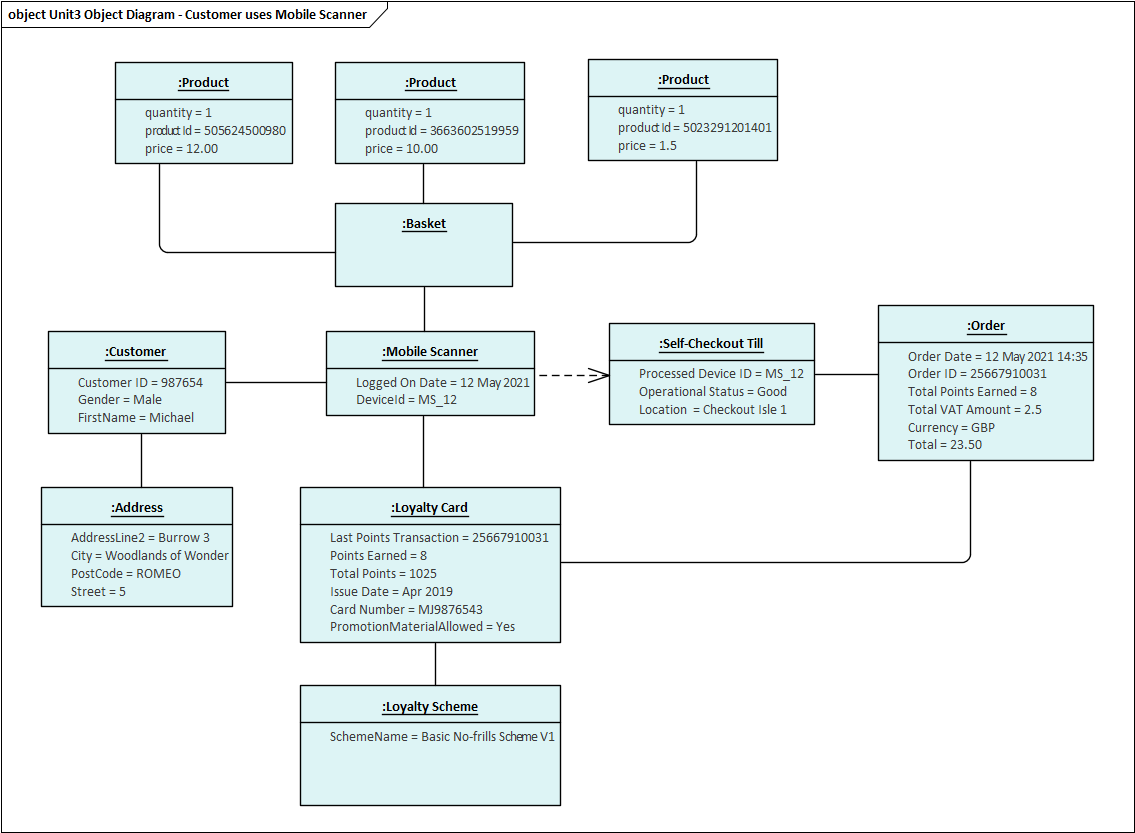 object Unit3 Object Diagram - Customer uses Mobile Scanner
:Product
quantity = 1
productId = 505624500980
price = 12.00
:Product
quantity = 1
productId = 3663602519959
price = 10.00
:Product
quantity = 1
productId = 5023291201401
price = 1.5
:Basket
:Customer
Customer ID = 987654
Gender = Male
FirstName = Michael
:Mobile Scanner
Logged On Date = 12 May 2021
DeviceId = MS_12
:Self-Checkout Till
Processed Device ID = MS_12
Operational Status = Good
Location = Checkout Isle 1
:Order
Order Date = 12 May 2021 14:35
Order ID = 25667910031
Total Points Earned = 8
Total VAT Amount = 2.5
Currency = GBP
Total = 23.50
:Address
AddressLine2 = Burrow 3
City = Woodlands of Wonder
PostCode = ROMEO
Street = 5
:Loyalty Card
Last Points Transaction = 25667910031
Points Earned = 8
Total Points = 1025
Issue Date = Apr 2019
Card Number = MJ9876543
PromotionMaterialAllowed = Yes
:Loyalty Scheme
SchemeName = Basic No-frills Scheme V1